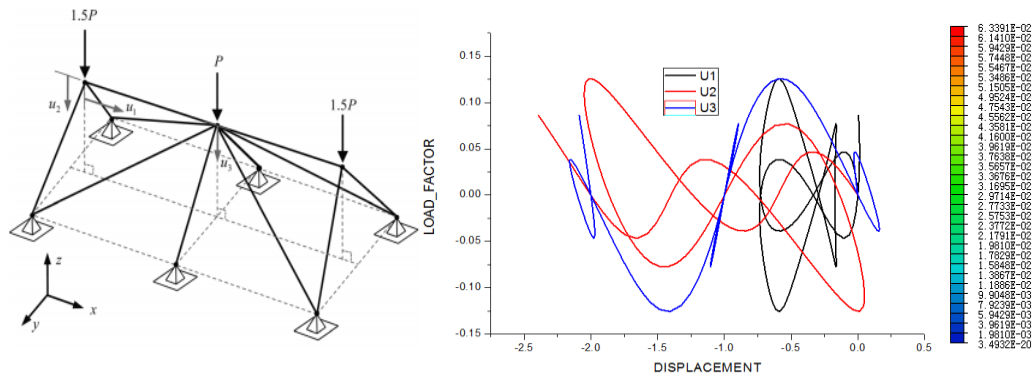 1.5P
P
1.5P
u2
u1
u3
z
x
y
LOAD_FACTOR
0.15
0.10
0.05
0.00
-0.05
-0.10
-0.15
U1
U2
U3
-2.5 -2.0 -1.5 -1.0 -0.5 0.0 0.5
DISPLACEMENT
6.3391E-02
6.1410E-02
5.9429E-02
5.7448E-02
5.5467E-02
5.3486E-02
5.1505E-02
4.9524E-02
4.7543E-02
4.5562E-02
4.3581E-02
4.1600E-02
3.9619E-02
3.7638E-02
3.5657E-02
3.3676E-02
3.1695E-02
2.9714E-02
2.7733E-02
2.5753E-02
2.3772E-02
2.1791E-02
1.9810E-02
1.7829E-02
1.5848E-02
1.3867E-02
1.1886E-02
9.9048E-03
7.9239E-03
5.9429E-03
3.9619E-03
1.9810E-03
3.4932E-20